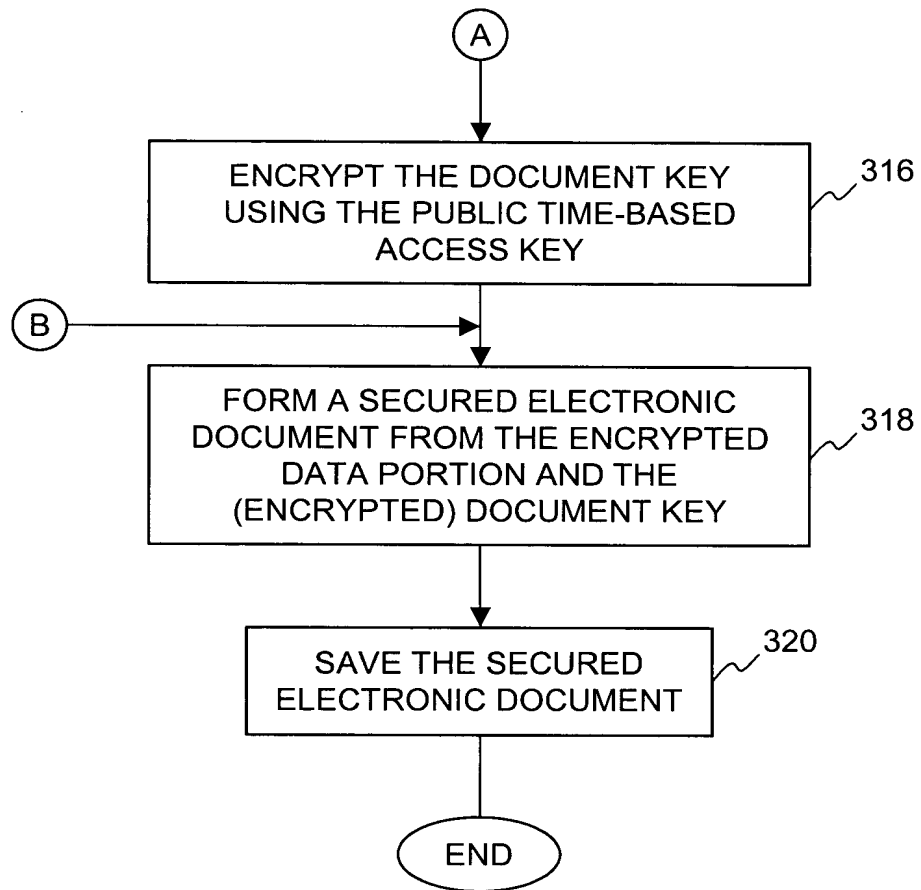 A
ENCRYPT THE DOCUMENT KEY
USING THE PUBLIC TIME-BASED
ACCESS KEY
316
B
FORM A SECURED ELECTRONIC
DOCUMENT FROM THE ENCRYPTED
DATA PORTION AND THE
(ENCRYPTED) DOCUMENT KEY
318
SAVE THE SECURED
ELECTRONIC DOCUMENT
320
END